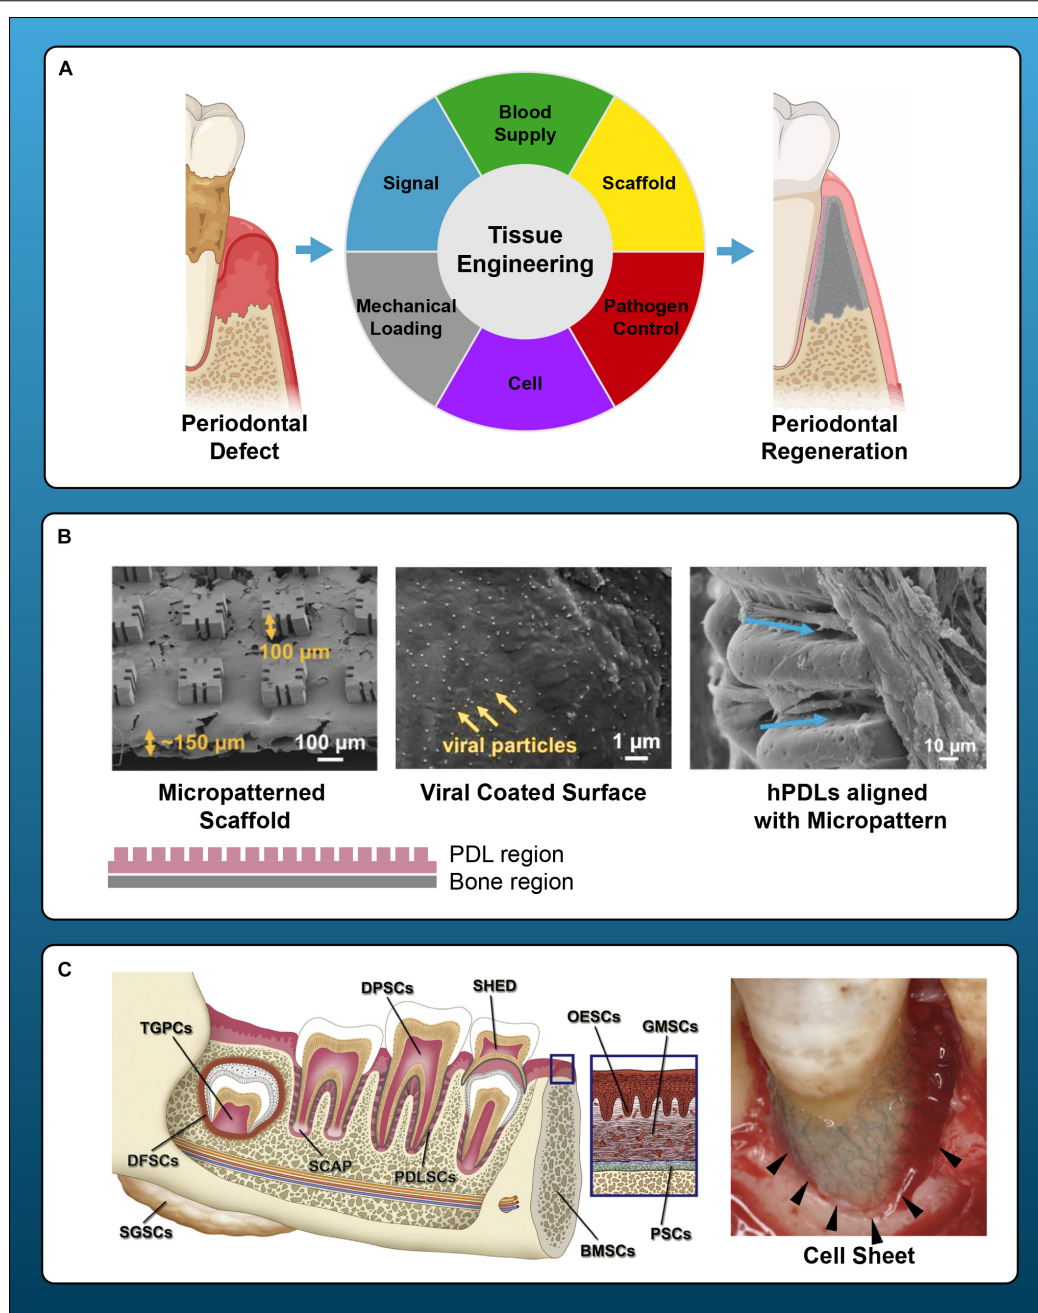 A
Blood
Supply
Signal
Scaffold
Tissue
Engineering
Mechanical
Loading
Pathogen
Control
Cell
Periodontal
Defect
Periodontal
Regeneration
B
100 µm
~150 µm
100 µm
viral particles
1 µm
10 µm
Micropatterned
Scaffold
Viral Coated Surface
hPDLs aligned
with Micropattern
PDL region
Bone region
C
TGPCs
DPSCs
SHED
OESCs
GMSCs
DFSCs
SCAP
PDLSCs
SGSCs
BMSCs
PSCs
Cell Sheet